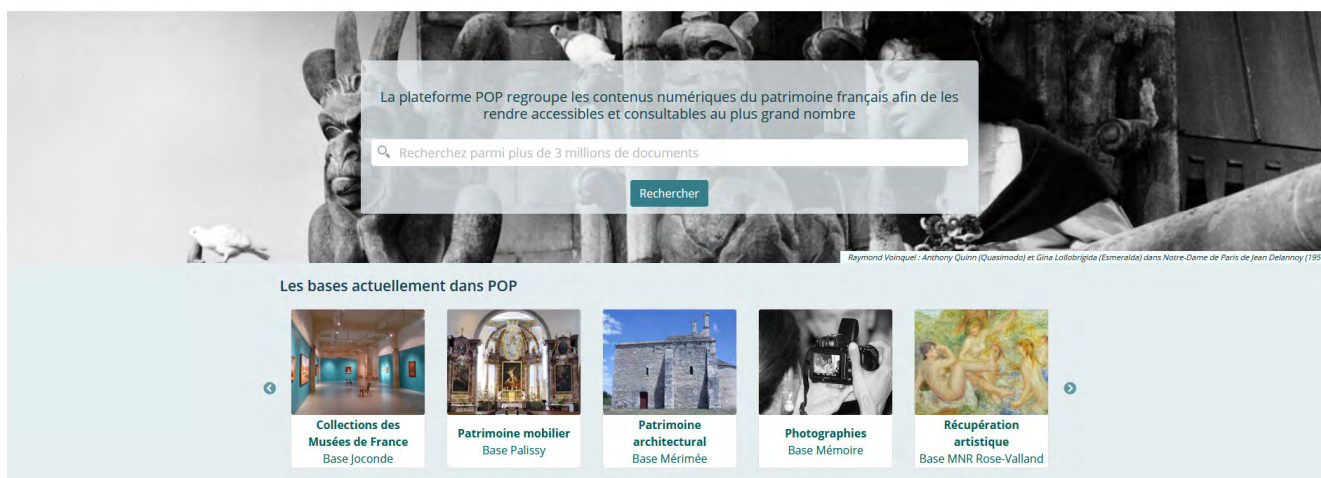 La plateforme POP regroupe les contenus numériques du patrimoine français afin de les
rendre accessibles et consultables au plus grand nombre
Recherchez parmi plus de 3 millions de documents
Rechercher
Raymond Voinquel : Anthony Quinn (Quasimodo) et Gina Lollobrigida (Esmeralda) dans Notre-Dame de Paris de Jean Delannoy (195
Les bases actuellement dans POP
Collections des
Musées de France
Base Joconde
Patrimoine mobilier
Base Palissy
Patrimoine
architectural
Base Mérimée
Photographies
Base Mémoire
Récupération
artistique
Base MNR Rose-Valland